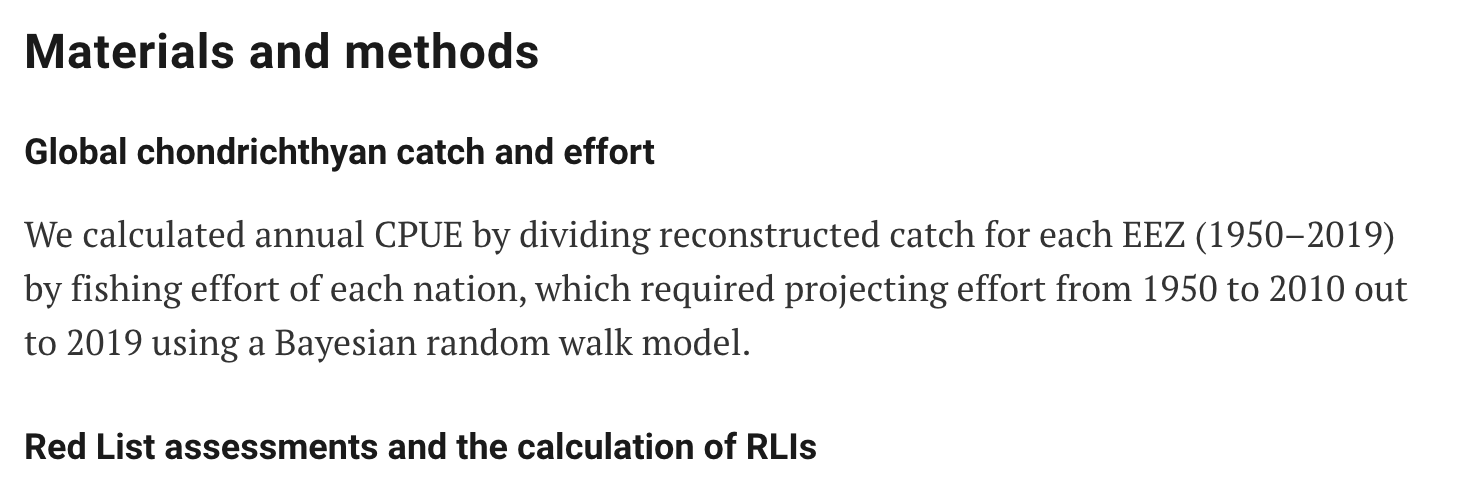 Materials and methods
Global chondrichthyan catch and effort
We calculated annual CPUE by dividing reconstructed catch for each EEZ (1950–2019)
by fishing effort of each nation, which required projecting effort from 1950 to 2010 out
to 2019 using a Bayesian random walk model.
Red List assessments and the calculation of RLIs